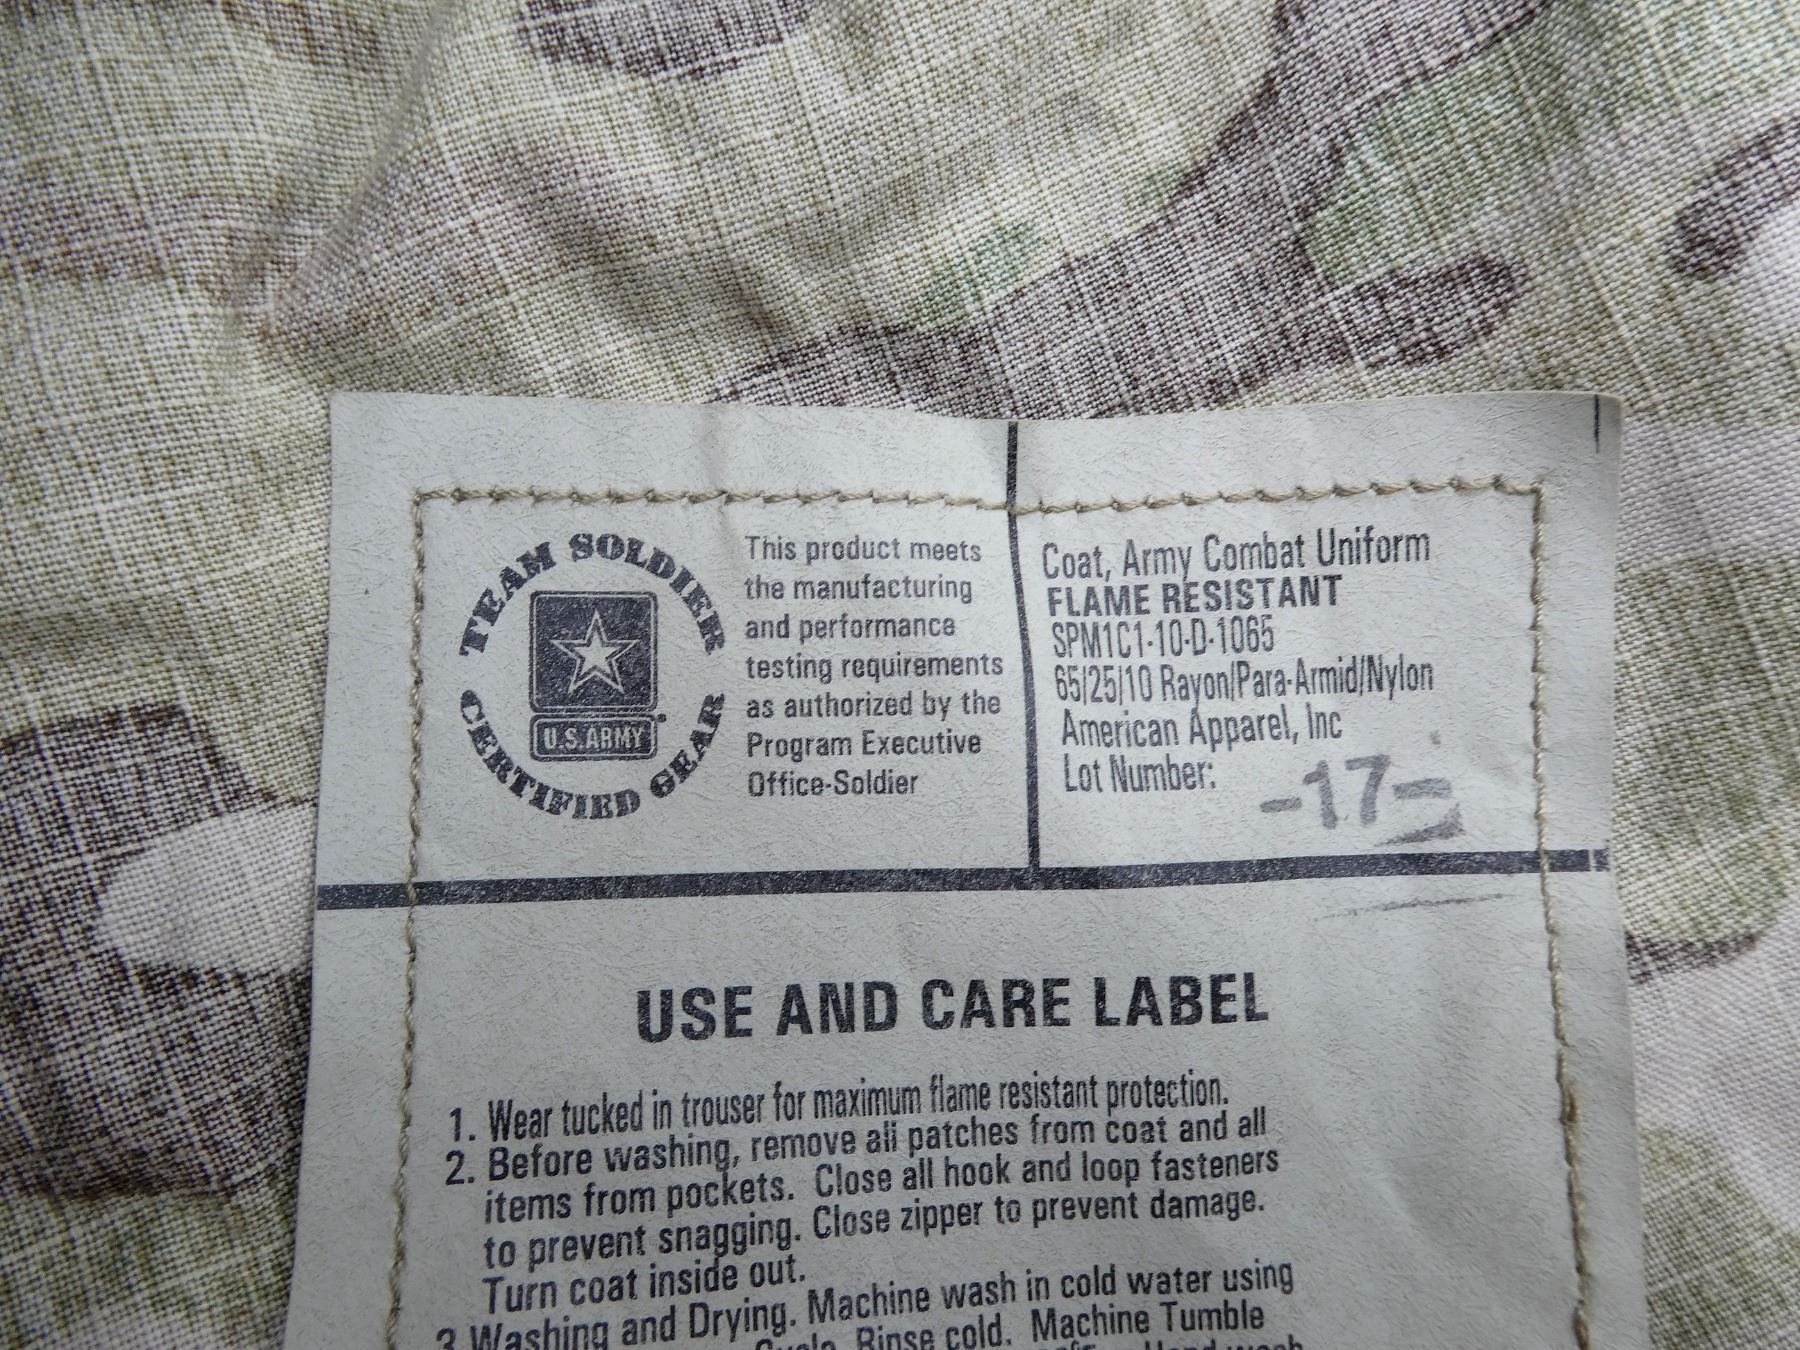 TEAM SOLDIER
CERTIFIED GEAR
U.S.ARMY
This product meets
the manufacturing
and performance
testing requirements
as authorized by the
Program Executive
Office-Soldier
Coat, Army Combat Uniform
FLAME RESISTANT
SPM1C1-10-D-1065
65/25/10 Rayon/Para-Armid/Nylon
American Apparel, Inc
Lot Number: -17-
USE AND CARE LABEL
1. Wear tucked in trouser for maximum flame resistant protection.
2. Before washing, remove all patches from coat and all
items from pockets. Close all hook and loop fasteners
to prevent snagging. Close zipper to prevent damage.
Turn coat inside out.
3. Washing and Drying. Machine wash in cold water using
Cycle. Rinse cold. Machine Tumble
Hand wash